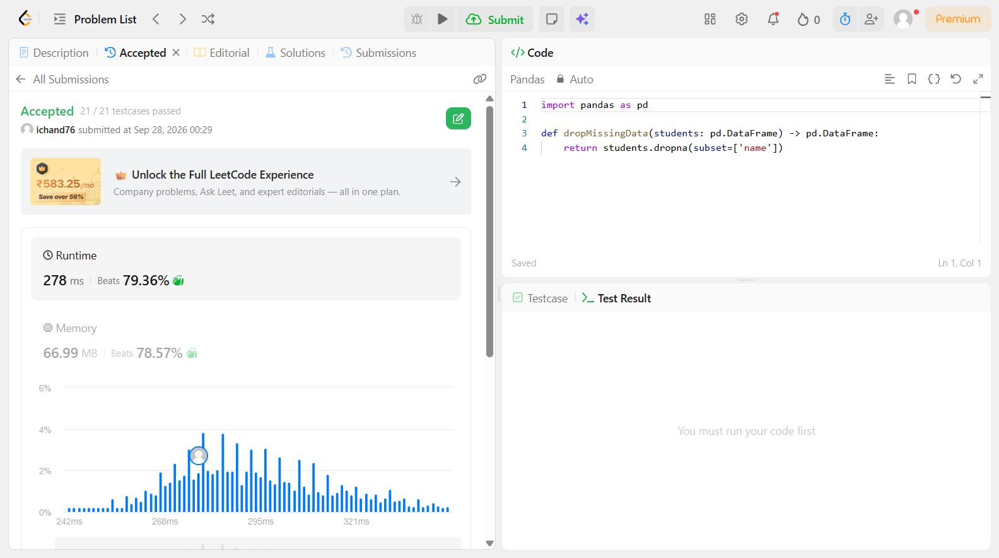 Problem List
Submit
0
Premium
Description
Accepted
Editorial
Solutions
Submissions
All Submissions
Accepted 21 / 21 testcases passed
ichand76 submitted at Sep 28, 2026 00:29
₹583.25/mo
Save over 56%
Unlock the Full LeetCode Experience
Company problems, Ask Leet, and expert editorials — all in one plan.
Runtime
278 ms
Beats 79.36%
Memory
66.99 MB
Beats 78.57%
6%
4%
2%
0%
242ms 268ms 295ms 321ms
</> Code
Pandas Auto
1 import pandas as pd
2
3 def dropMissingData(students: pd.DataFrame) -> pd.DataFrame:
4     return students.dropna(subset=['name'])
Saved
Ln 1, Col 1
Testcase
Test Result
You must run your code first